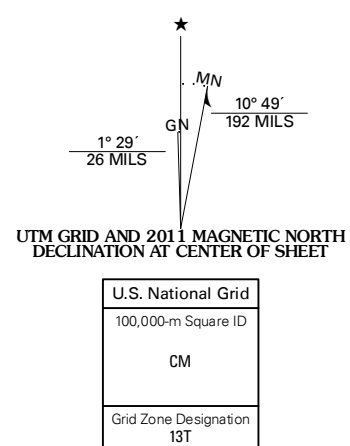 ★
MN
GN
1° 29´
26 MILS
10° 49´
192 MILS
UTM GRID AND 2011 MAGNETIC NORTH
DECLINATION AT CENTER OF SHEET
U.S. National Grid
100,000-m Square ID
CM
Grid Zone Designation
13T